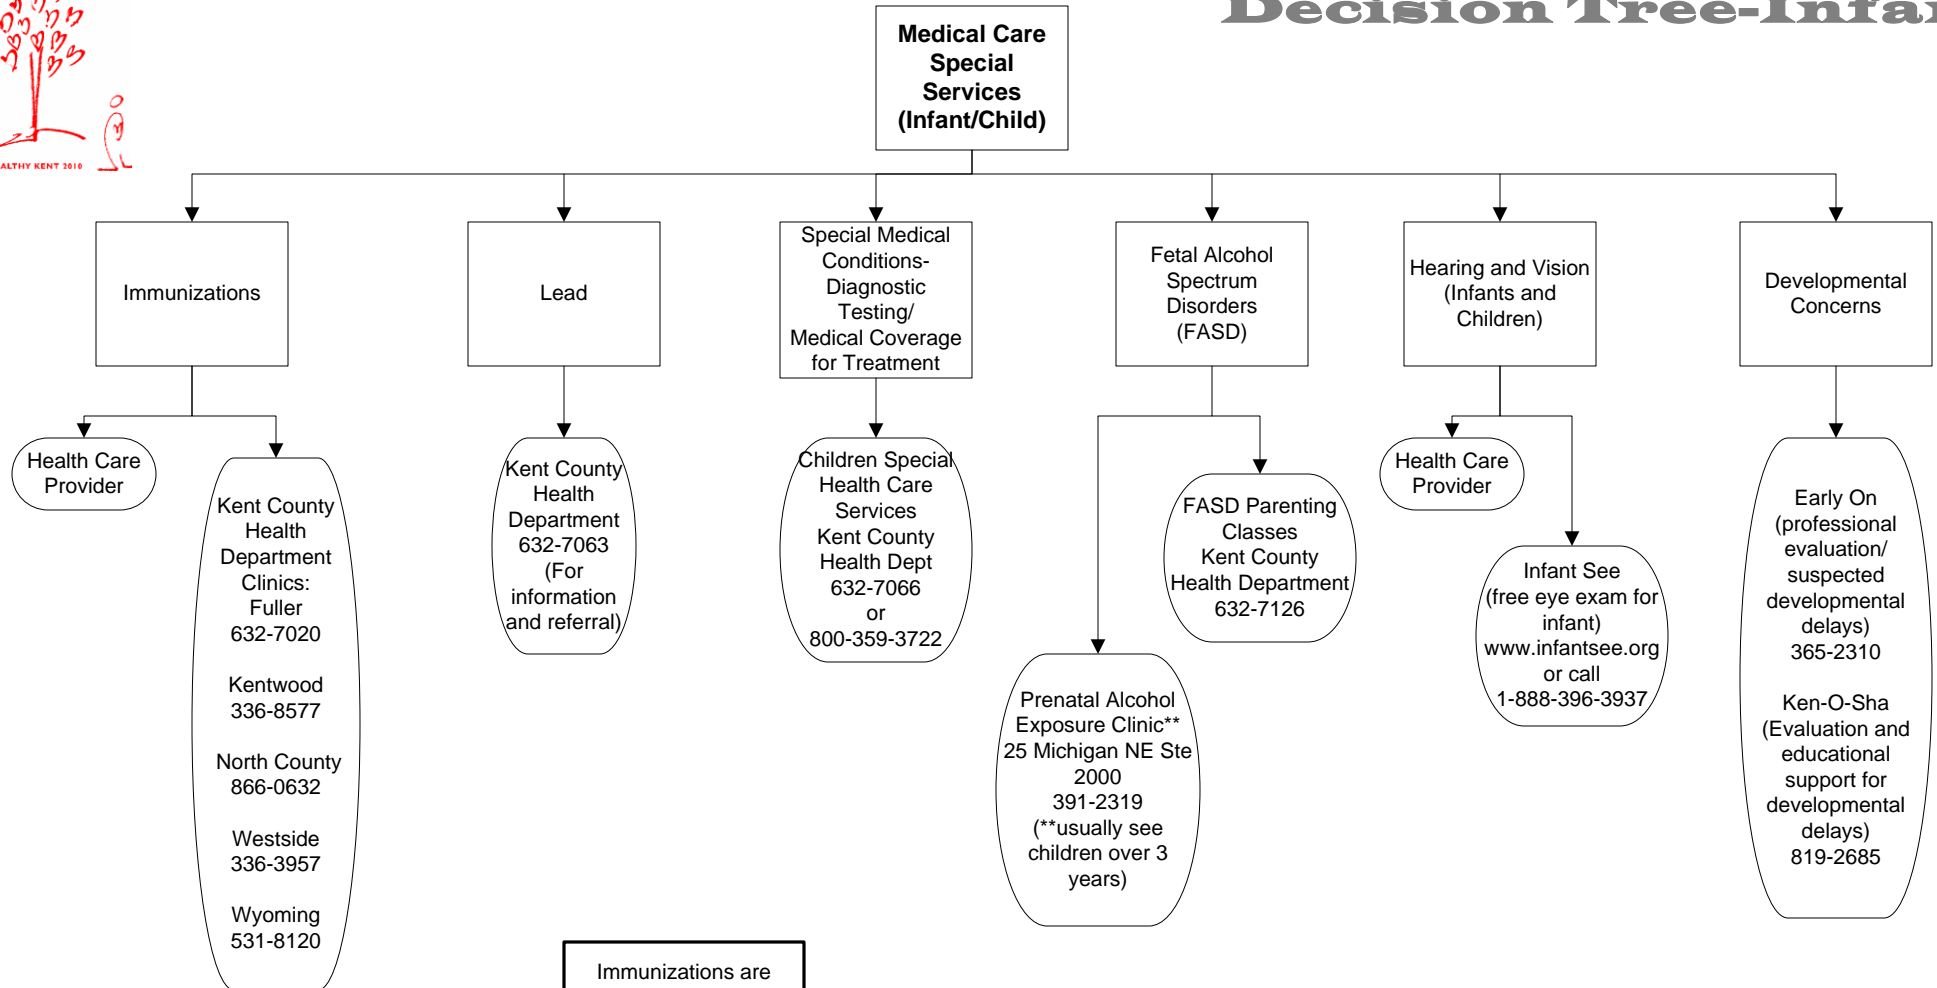 Decision Tree-Infan
ALTHY KENT 2010
Medical Care
Special
Services
(Infant/Child)
Immunizations
Lead
Special Medical
Conditions-
Diagnostic
Testing/
Medical Coverage
for Treatment
Fetal Alcohol
Spectrum
Disorders
(FASD)
Hearing and Vision
(Infants and
Children)
Developmental
Concerns
Health Care
Provider
Kent County
Health
Department
Clinics:
Fuller
632-7020
Kentwood
336-8577
North County
866-0632
Westside
336-3957
Wyoming
531-8120
Kent County
Health
Department
632-7063
(For
information
and referral)
Children Special
Health Care
Services
Kent County
Health Dept
632-7066
or
800-359-3722
Prenatal Alcohol
Exposure Clinic**
25 Michigan NE Ste
2000
391-2319
(**usually see
children over 3
years)
FASD Parenting
Classes
Kent County
Health Department
632-7126
Health Care
Provider
Infant See
(free eye exam for
infant)
www.infantsee.org
or call
1-888-396-3937
Early On
(professional
evaluation/
suspected
developmental
delays)
365-2310
Ken-O-Sha
(Evaluation and
educational
support for
developmental
delays)
819-2685
Immunizations are